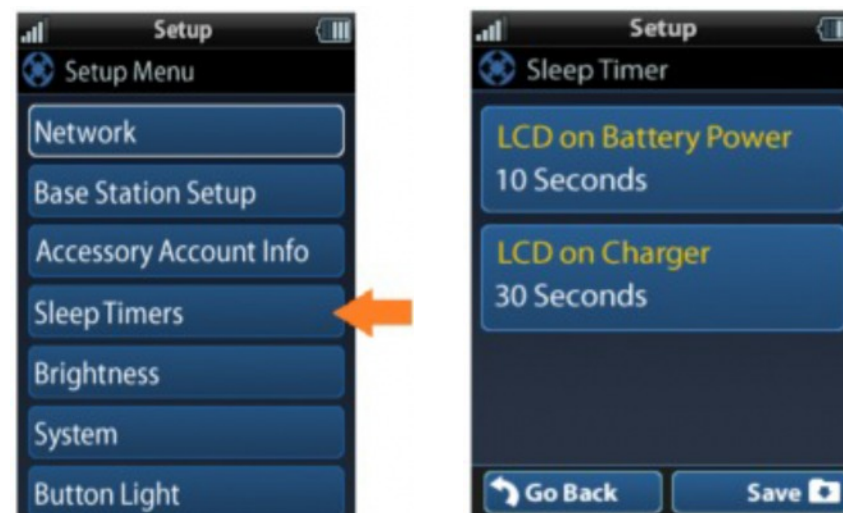 Setup
Setup Menu
Network
Base Station Setup
Accessory Account Info
Sleep Timers
Brightness
System
Button Light
Setup
Sleep Timer
LCD on Battery Power
10 Seconds
LCD on Charger
30 Seconds
Go Back
Save